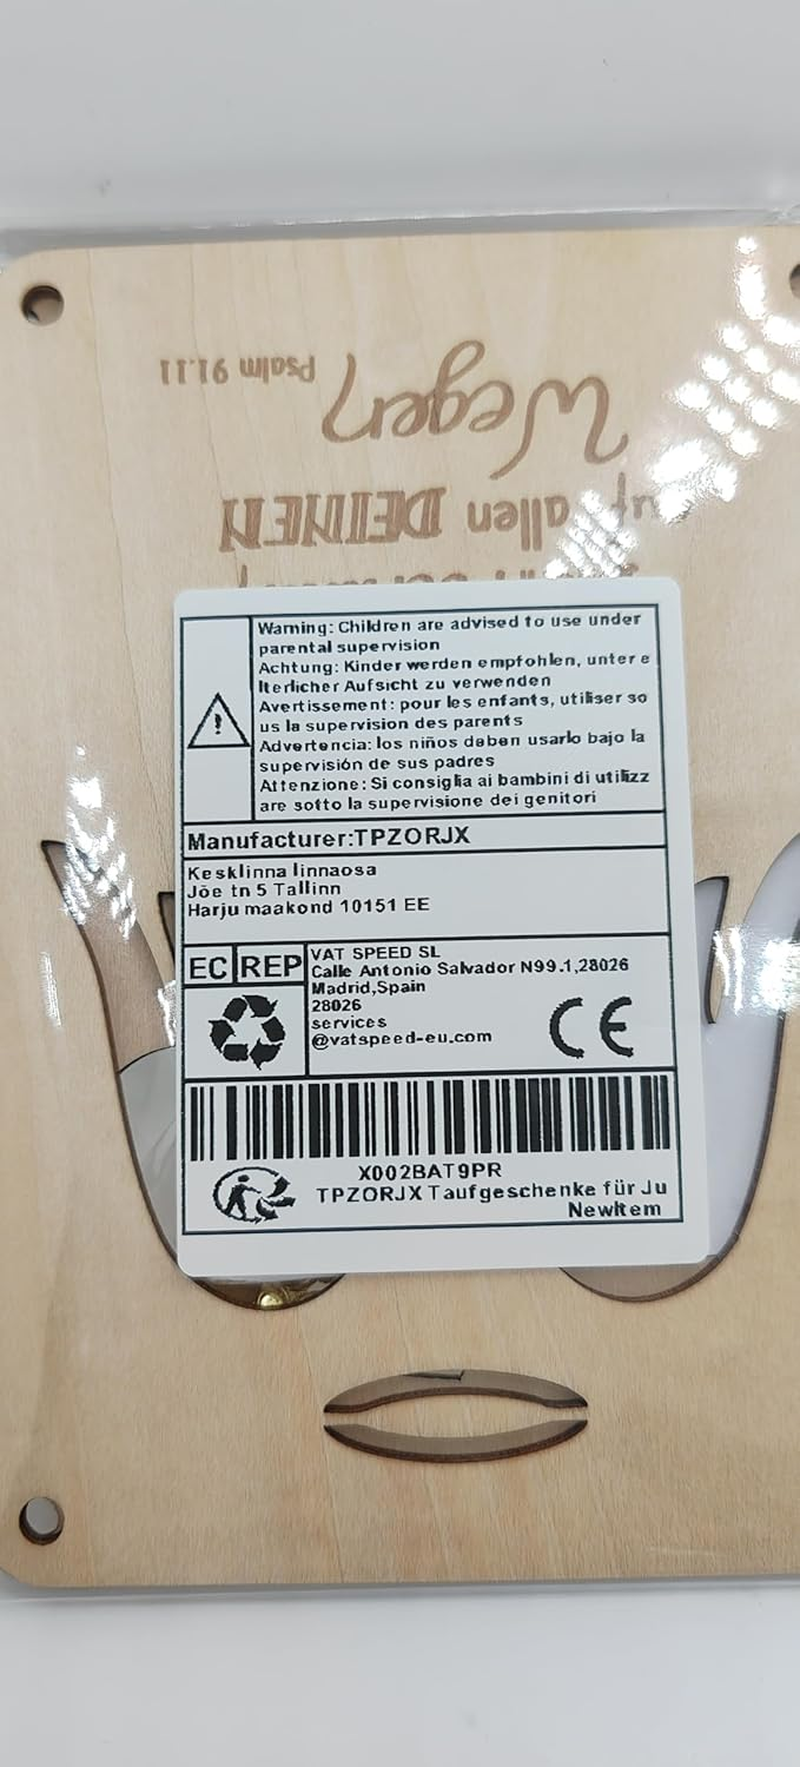 Psalm 91.11
Wegen
allen DEINEN
Warning: Children are advised to use under
parental supervision
Achtung: Kinder werden empfohlen, unter e
lterlicher Aufsicht zu verwenden
Avertissement: pour les enfants, utiliser so
us la supervision des parents
Advertencia: los niños deben usarlo bajo la
supervisión de sus padres
Attenzione: Si consiglia ai bambini di utilizz
are sotto la supervisione dei genitori
Manufacturer:TPZORJX
Kesklinna linnaosa
Jõe tn 5 Tallinn
Harju maakond 10151 EE
EC REP
VAT SPEED SL
Calle Antonio Salvador N99.1,28026
Madrid,Spain
28026
services
@vatspeed-eu.com
CE
X002BAT9PR
TPZORJX Taufgeschenke für Ju
NewItem